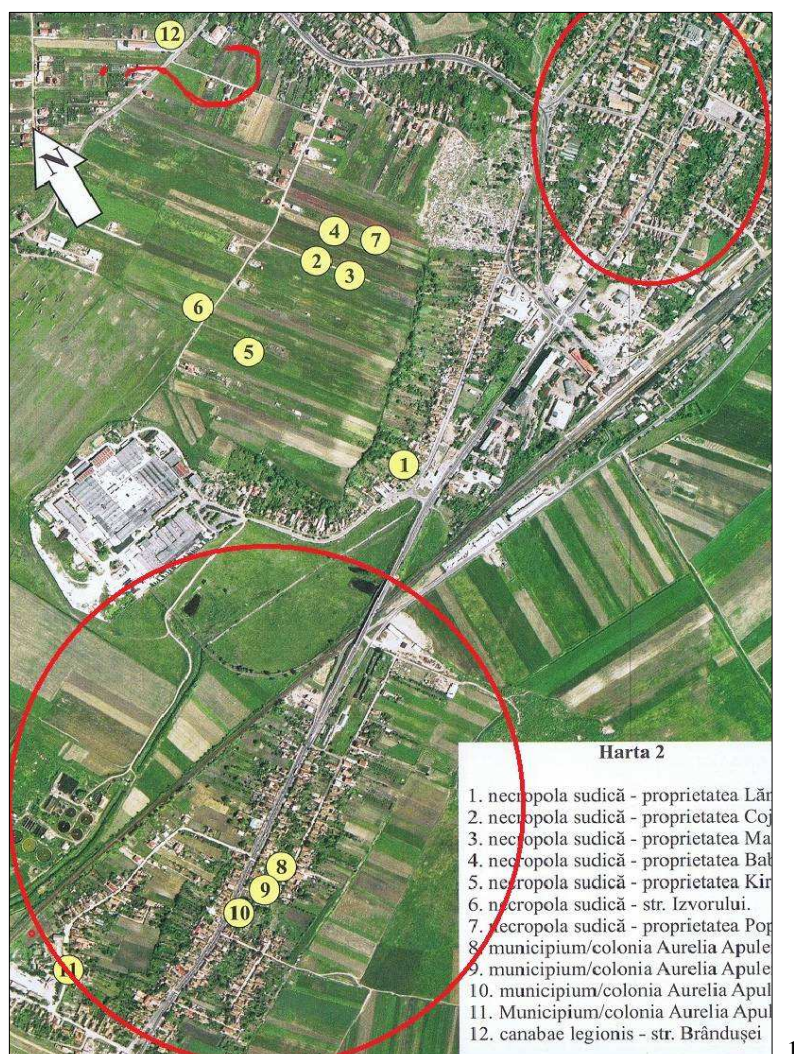 12
N
4
7
2
3
6
5
1
8
9
10
11
Harta 2
1. necropola sudică - proprietatea
2. necropola sudică - proprietatea
3. necropola sudică - proprietatea
4. necropola sudică - proprietatea
5. necropola sudică - proprietatea
6. necropola sudică - str. Izvorului.
7. necropola sudică - proprietatea
8. municipium/colonia Aurelia
9. municipium/colonia Aurelia
10. municipium/colonia Aurelia
11. Municipium/colonia Aurelia
12. canabae legionis - str. Brânduşei
1